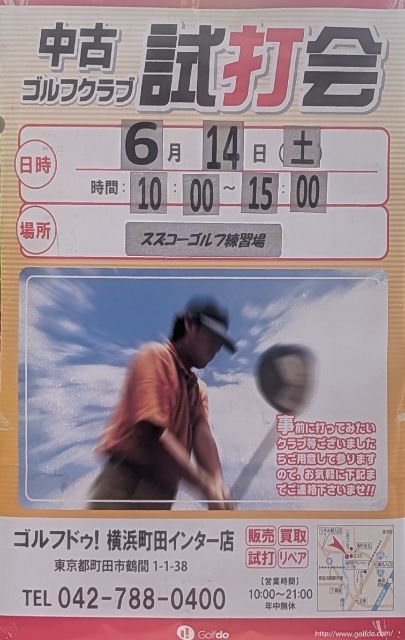 中古
ゴルフクラブ
試打会
日時
6月14日(土)
時間:10:00~15:00
場所
スズコーゴルフ練習場
事前に打ってみたい
クラブ等ございました
らご用意して参ります
ので、お気軽に下記ま
でご連絡下さいませ!!
ゴルフドゥ! 横浜町田インター店
東京都町田市鶴間 1-1-38
TEL 042-788-0400
販売 買取
試打 リペア
【営業時間】
10:00~21:00
年中無休
Golfdo
http://www.golfdo.com/